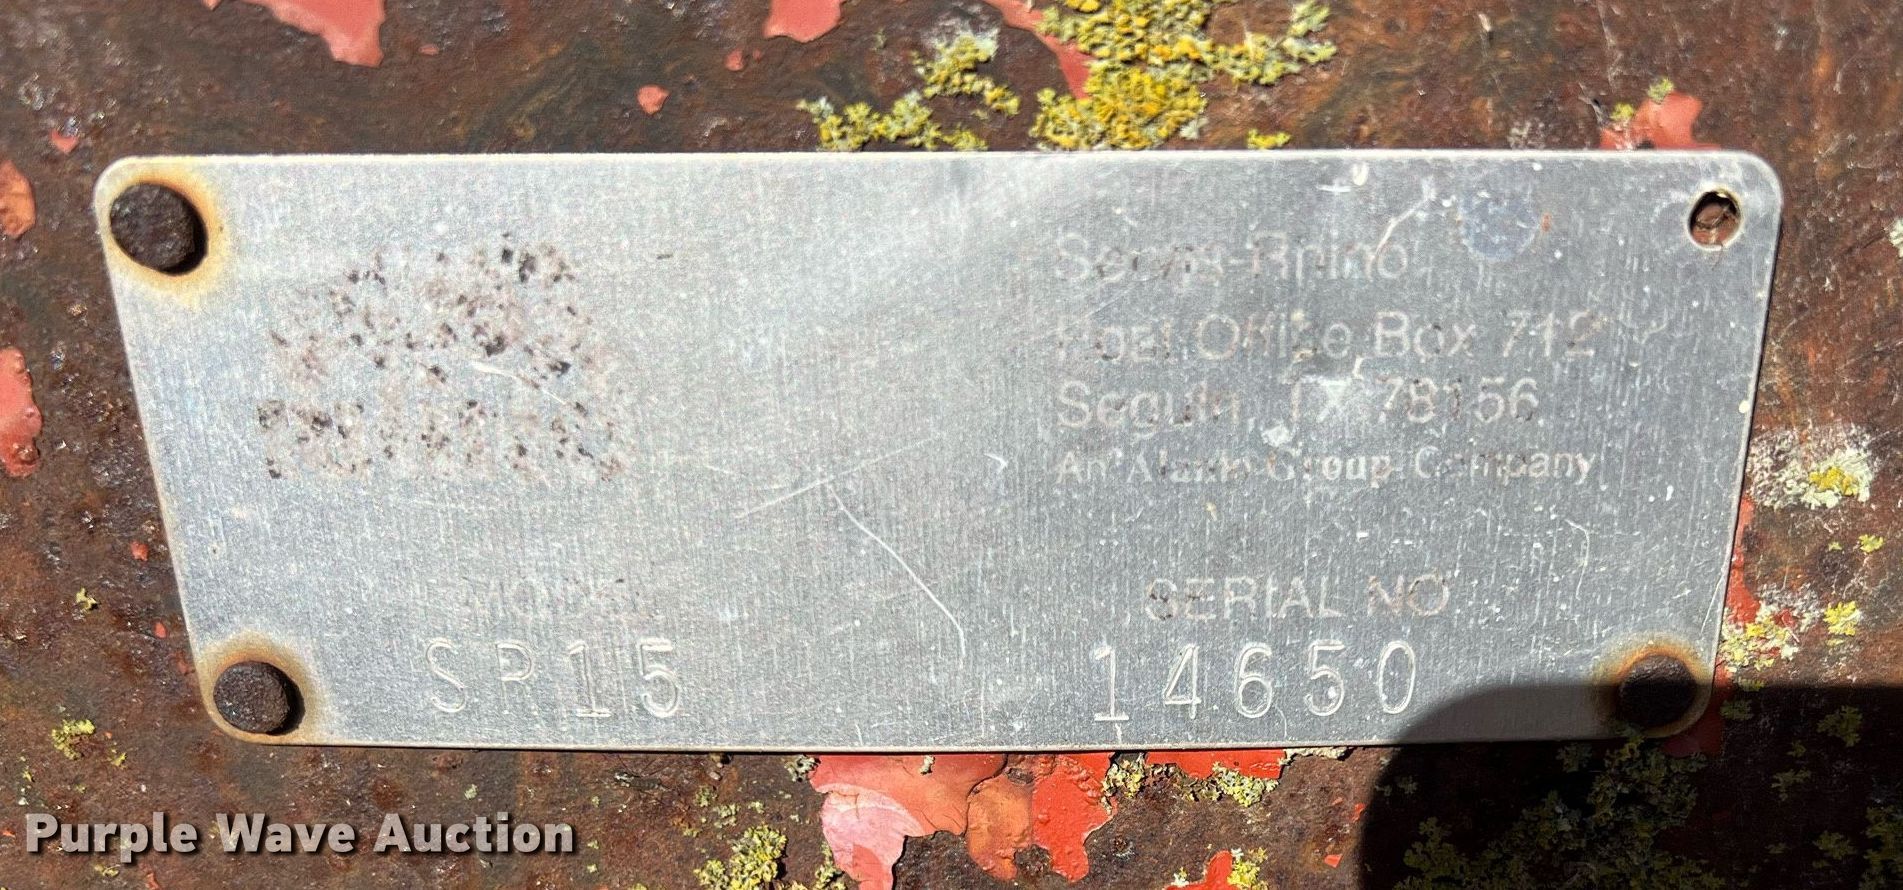 RHINO
Servis-Rhino
Post Office Box 712
Seguin, TX 78156
An Alamo Group Company
MODEL
SERIAL NO
SR15
14650
Purple Wave Auction